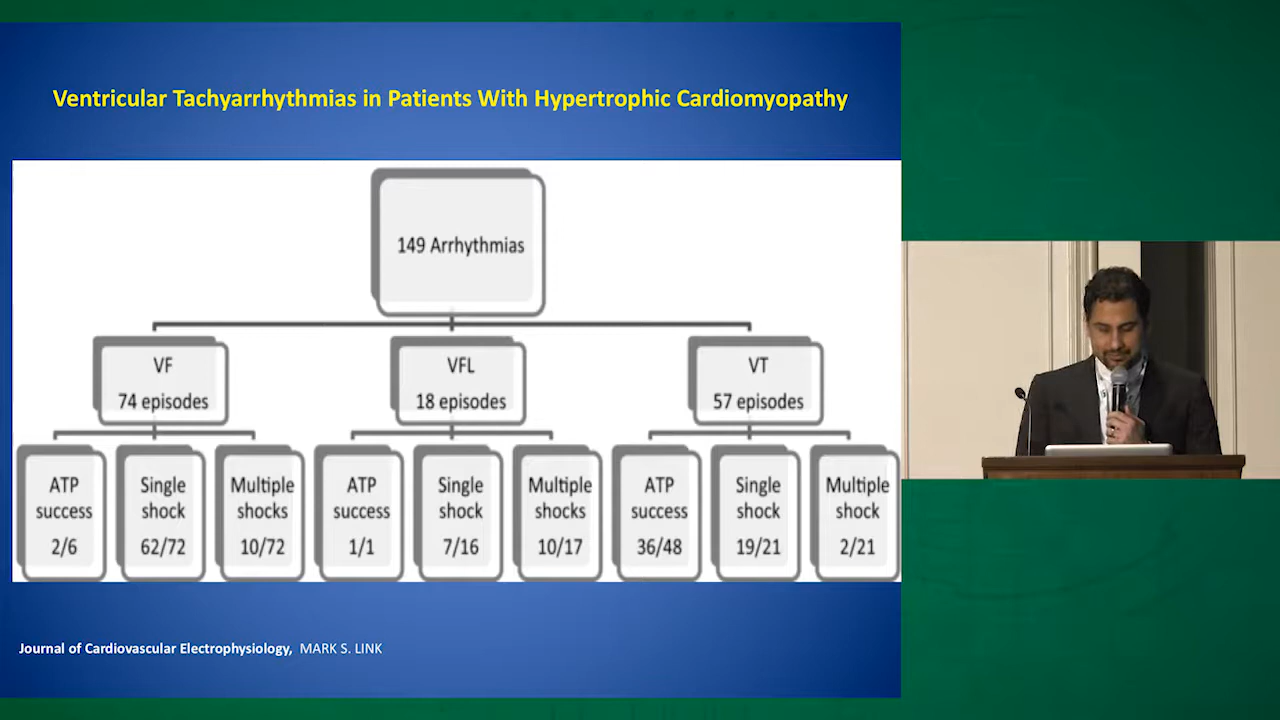 Ventricular Tachyarrhythmias in Patients With Hypertrophic Cardiomyopathy
149 Arrhythmias
VF
74 episodes
VFL
18 episodes
VT
57 episodes
ATP
success
2/6
Single
shock
62/72
Multiple
shocks
10/72
ATP
success
1/1
Single
shock
7/16
Multiple
shocks
10/17
ATP
success
36/48
Single
shock
19/21
Multiple
shock
2/21
Journal of Cardiovascular Electrophysiology, MARK S. LINK